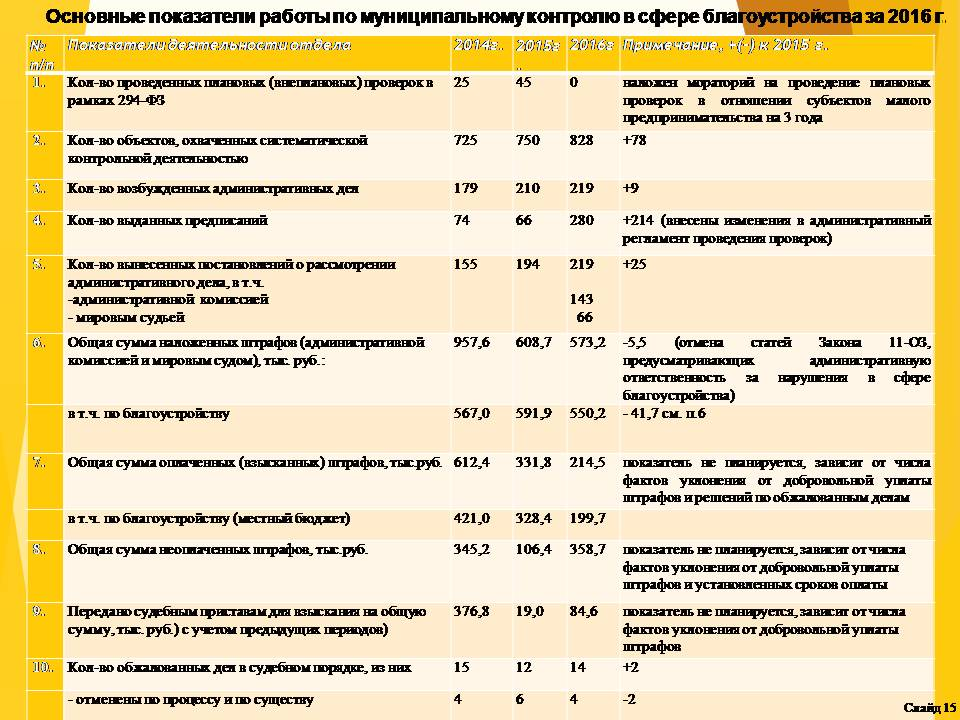 Основные показатели работы по муниципальному контролю в сфере благоустройства за 2016 г.
№ Показатели деятельности отдела 2014г.. 2015г 2016г Примечание, +(-) к 2015 г..
п/п ..
1.. Кол-во проведенных плановых (внеплановых) проверок в 25 45 0 наложен мораторий на проведение плановых
рамках 294-ФЗ проверок в отношении субъектов малого
предпринимательства на 3 года
2.. Кол-во объектов, охваченных систематической 725 750 828 +78
контрольной деятельностью
3.. Кол-во возбужденных административных дел 179 210 219 +9
4.. Кол-во выданных предписаний 74 66 280 +214 (внесены изменения в административный
регламент проведения проверок)
5.. Кол-во вынесенных постановлений о рассмотрении 155 194 219 +25
административного дела, в т.ч.
-административной комиссией 143
- мировым судьей 66
6.. Общая сумма наложенных штрафов (административной 957,6 608,7 573,2 -5,5 (отмена статей Закона 11-ОЗ,
комиссией и мировым судом), тыс. руб. : предусматривающих административную
ответственность за нарушения в сфере
благоустройства)
в т.ч. по благоустройству 567,0 591,9 550,2 - 41,7 см. п.6
7.. Общая сумма оплаченных (взысканных) штрафов, тыс.руб. 612,4 331,8 214,5 показатель не планируется, зависит от числа
фактов уклонения от добровольной уплаты
штрафов и решений по обжалованным делам
в т.ч. по благоустройству (местный бюджет) 421,0 328,4 199,7
8.. Общая сумма неоплаченных штрафов, тыс.руб. 345,2 106,4 358,7 показатель не планируется, зависит от числа
фактов уклонения от добровольной уплаты
штрафов и установленных сроков оплаты
9.. Передано судебным приставам для взыскания на общую 376,8 19,0 84,6 показатель не планируется, зависит от числа
сумму, тыс. руб.) с учетом предыдущих периодов) фактов уклонения от добровольной уплаты
штрафов
10.. Кол-во обжалованных дел в судебном порядке, из них 15 12 14 +2
- отменены по процессу и по существу 4 6 4 -2
Слайд 15